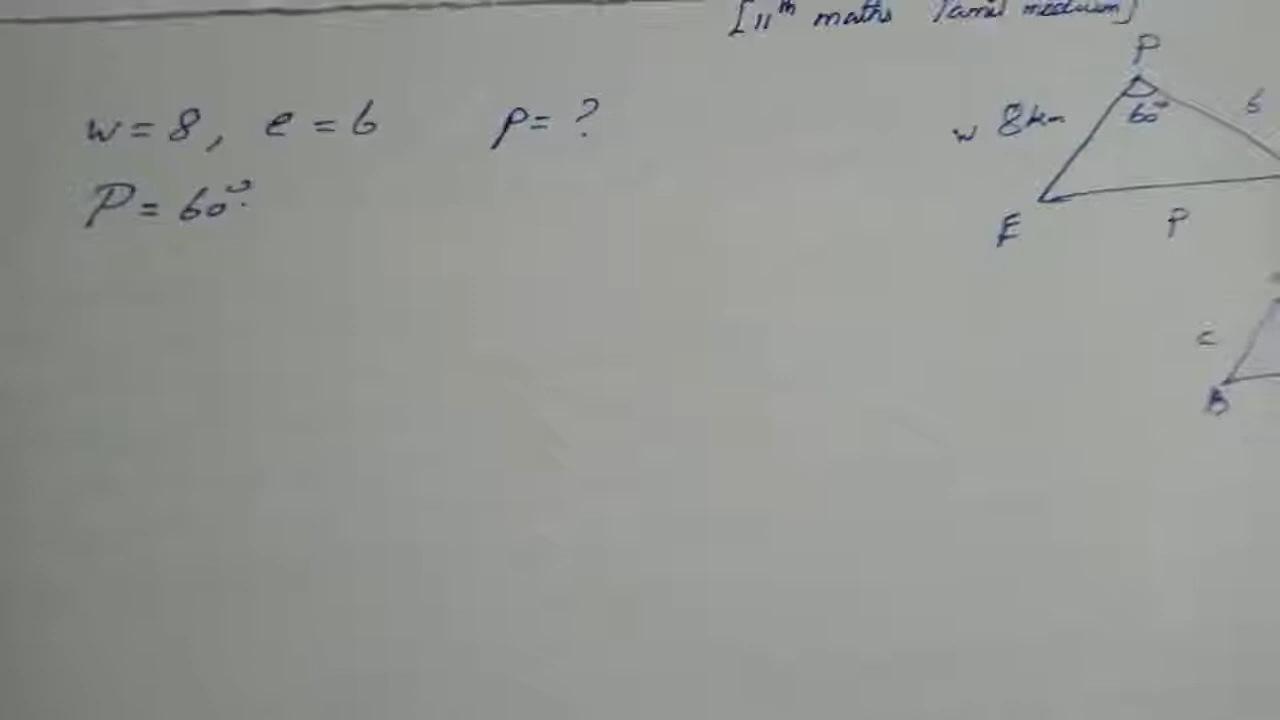 [11th maths Tamil medium]
w = 8, e = 6 p = ?
P = 60°.
P
60°
w 8km
6
E
P
c
B